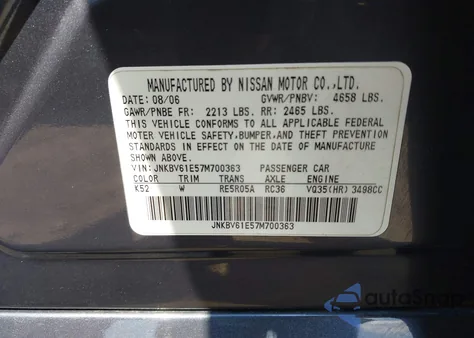 MANUFACTURED BY NISSAN MOTOR CO.,LTD.
DATE: 08/06 GVWR/PNBV: 4658 LBS.
GAWR/PNBE FR: 2213 LBS. RR: 2465 LBS.
THIS VEHICLE CONFORMS TO ALL APPLICABLE FEDERAL
MOTOR VEHICLE SAFETY, BUMPER, AND THEFT PREVENTION
STANDARDS IN EFFECT ON THE DATE OF MANUFACTURE
SHOWN ABOVE.
VIN: JNKBV61E57M700363 PASSENGER CAR
COLOR TRIM TRANS AXLE ENGINE
K52 W RE5R05A RC36 VQ35(HR) 3498CC
JNKBV61E57M700363
autoSnap